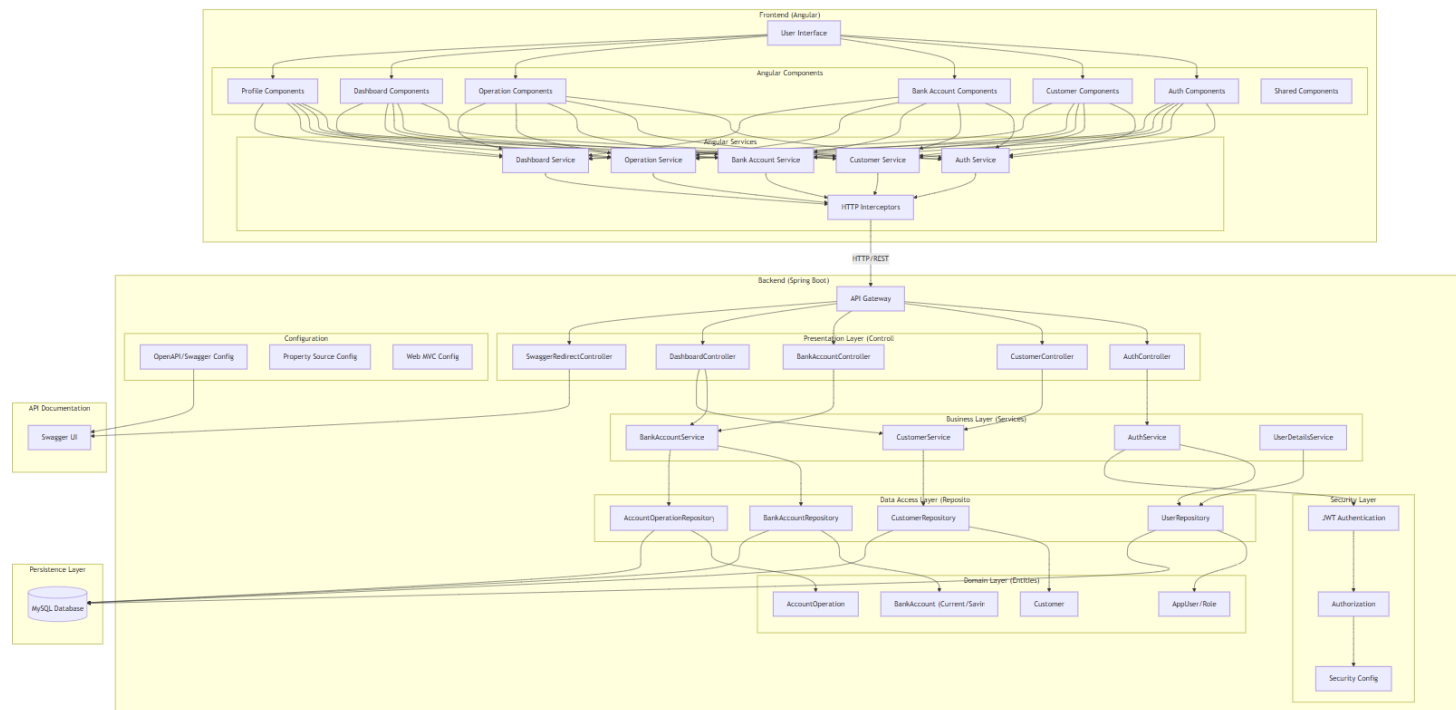 Frontend (Angular)
User Interface
Angular Components
Profile Components
Dashboard Components
Operation Components
Bank Account Components
Customer Components
Auth Components
Shared Components
Angular Services
Dashboard Service
Operation Service
Bank Account Service
Customer Service
Auth Service
HTTP Interceptors
HTTP/REST
Backend (Spring Boot)
API Gateway
Configuration
OpenAPI/Swagger Config
Property Source Config
Web MVC Config
Presentation Layer (Controll
SwaggerRedirectController
DashboardController
BankAccountController
CustomerController
AuthController
API Documentation
Swagger UI
Business Layer (Services)
BankAccountService
CustomerService
AuthService
UserDetailsService
Data Access Layer (Reposito
AccountOperationRepository
BankAccountRepository
CustomerRepository
UserRepository
Security Layer
JWT Authentication
Authorization
Security Config
Persistence Layer
MySQL Database
Domain Layer (Entities)
AccountOperation
BankAccount (Current/Savin
Customer
AppUser/Role